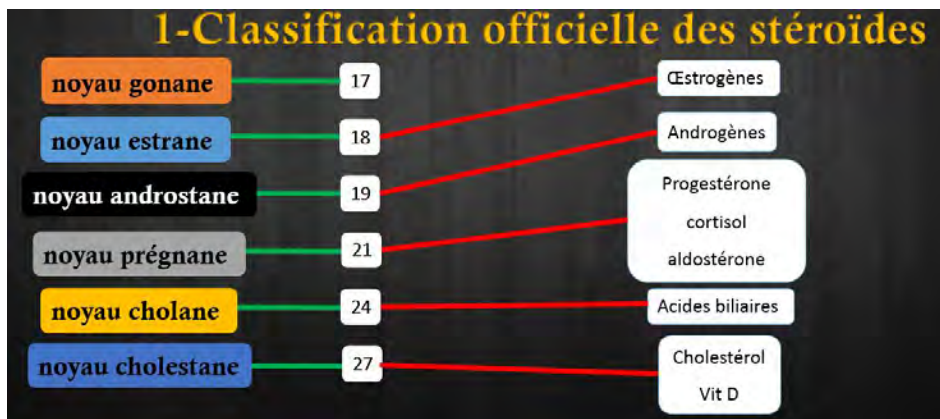 1-Classification officielle des stéroïdes
noyau gonane 17 Œstrogènes
noyau estrane 18 Androgènes
noyau androstane 19
Progestérone
cortisol
aldostérone
noyau prégnane 21
noyau cholane 24 Acides biliaires
noyau cholestane 27
Cholestérol
Vit D